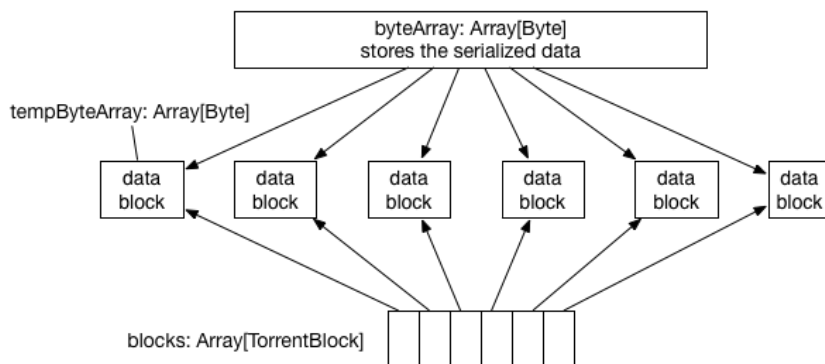 byteArray: Array[Byte]
stores the serialized data
tempByteArray: Array[Byte]
data
block
data
block
data
block
data
block
data
block
data
block
blocks: Array[TorrentBlock]